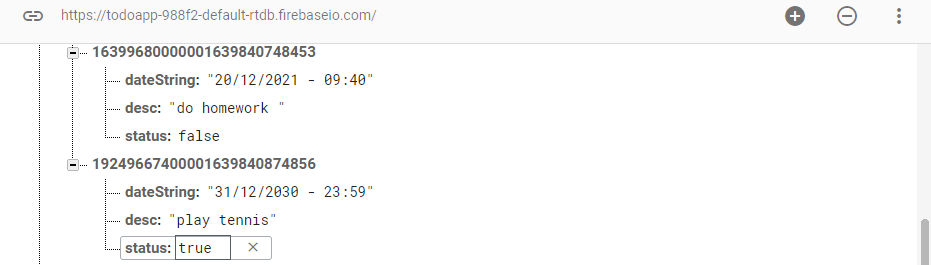 https://todoapp-988f2-default-rtdb.firebaseio.com/
16399680000001639840748453
dateString: "20/12/2021 - 09:40"
desc: "do homework "
status: false
19249667400001639840874856
dateString: "31/12/2030 - 23:59"
desc: "play tennis"
status: true